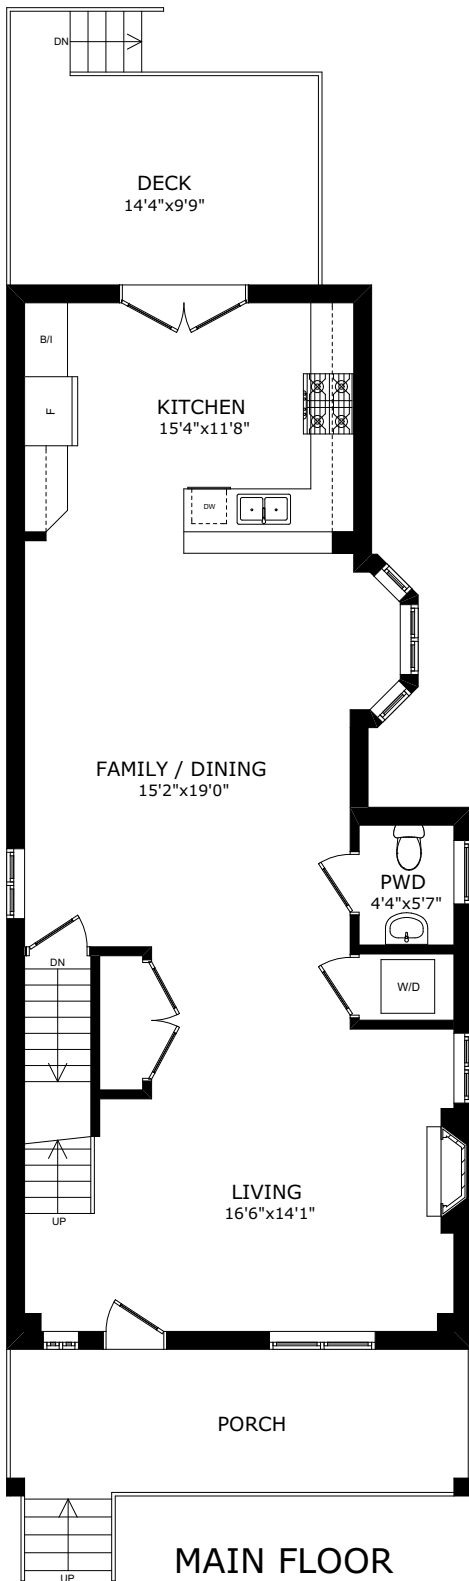 DN
DECK
14'4"x9'9"
B/I
F
KITCHEN
15'4"x11'8"
DW
FAMILY / DINING
15'2"x19'0"
PWD
4'4"x5'7"
DN
W/D
LIVING
16'6"x14'1"
UP
PORCH
MAIN FLOOR
UP